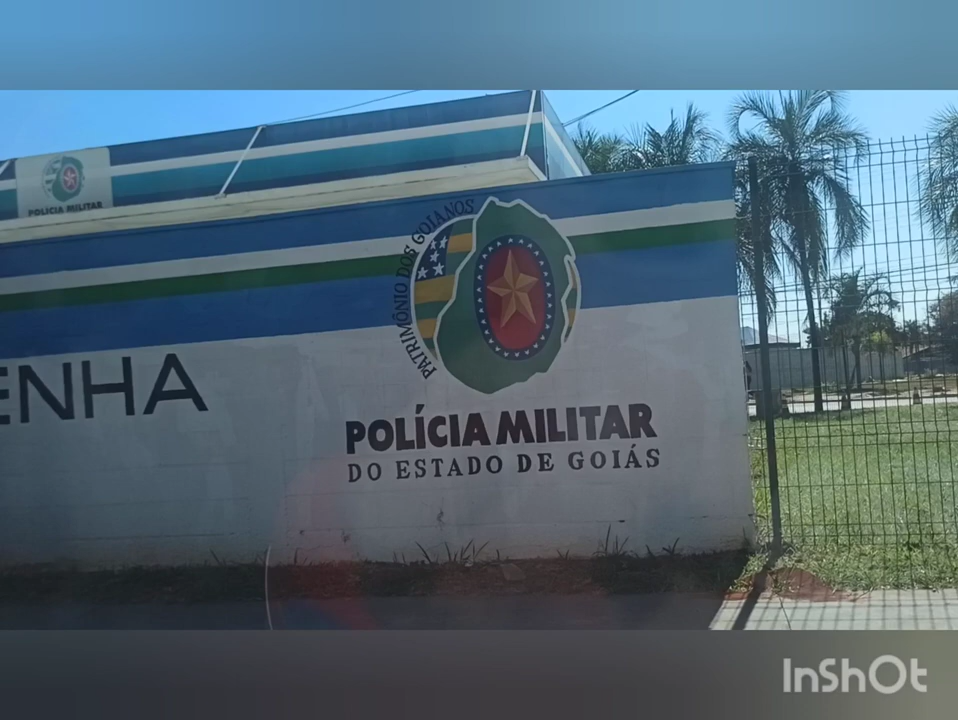 POLÍCIA MILITAR
PATRIMÔNIO DOS GOIANOS
ENHA
POLÍCIA MILITAR
DO ESTADO DE GOIÁS
InShOt